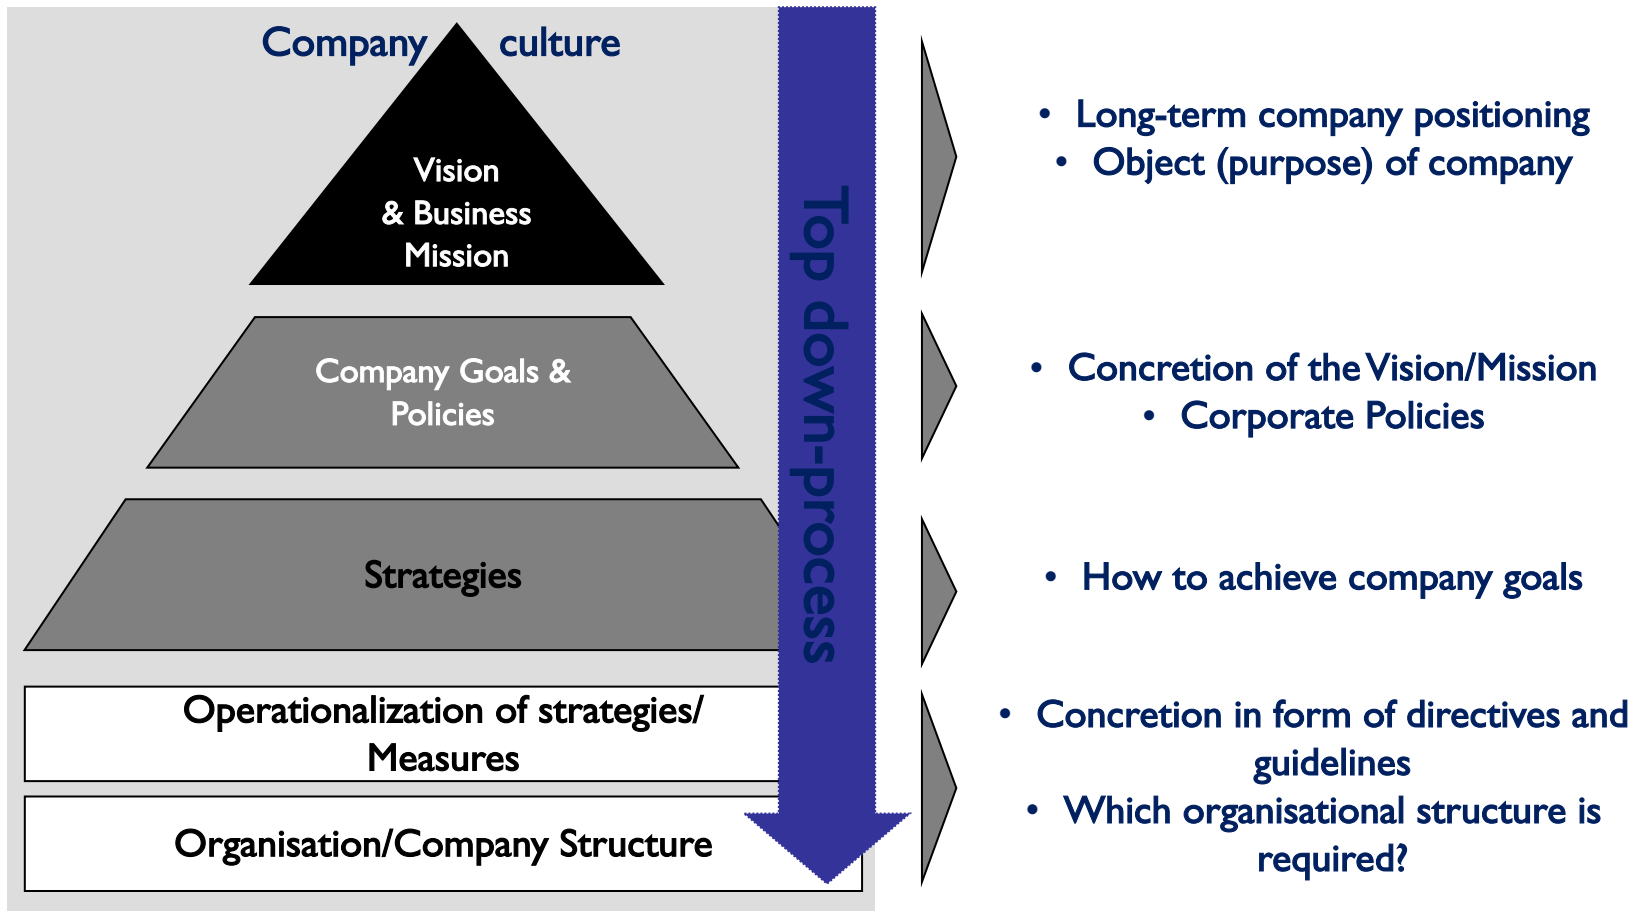 Company culture
Vision
& Business
Mission
Company Goals &
Policies
Strategies
Operationalization of strategies/
Measures
Organisation/Company Structure
Top down-process
• Long-term company positioning
• Object (purpose) of company
• Concretion of the Vision/Mission
• Corporate Policies
• How to achieve company goals
• Concretion in form of directives and
guidelines
• Which organisational structure is
required?